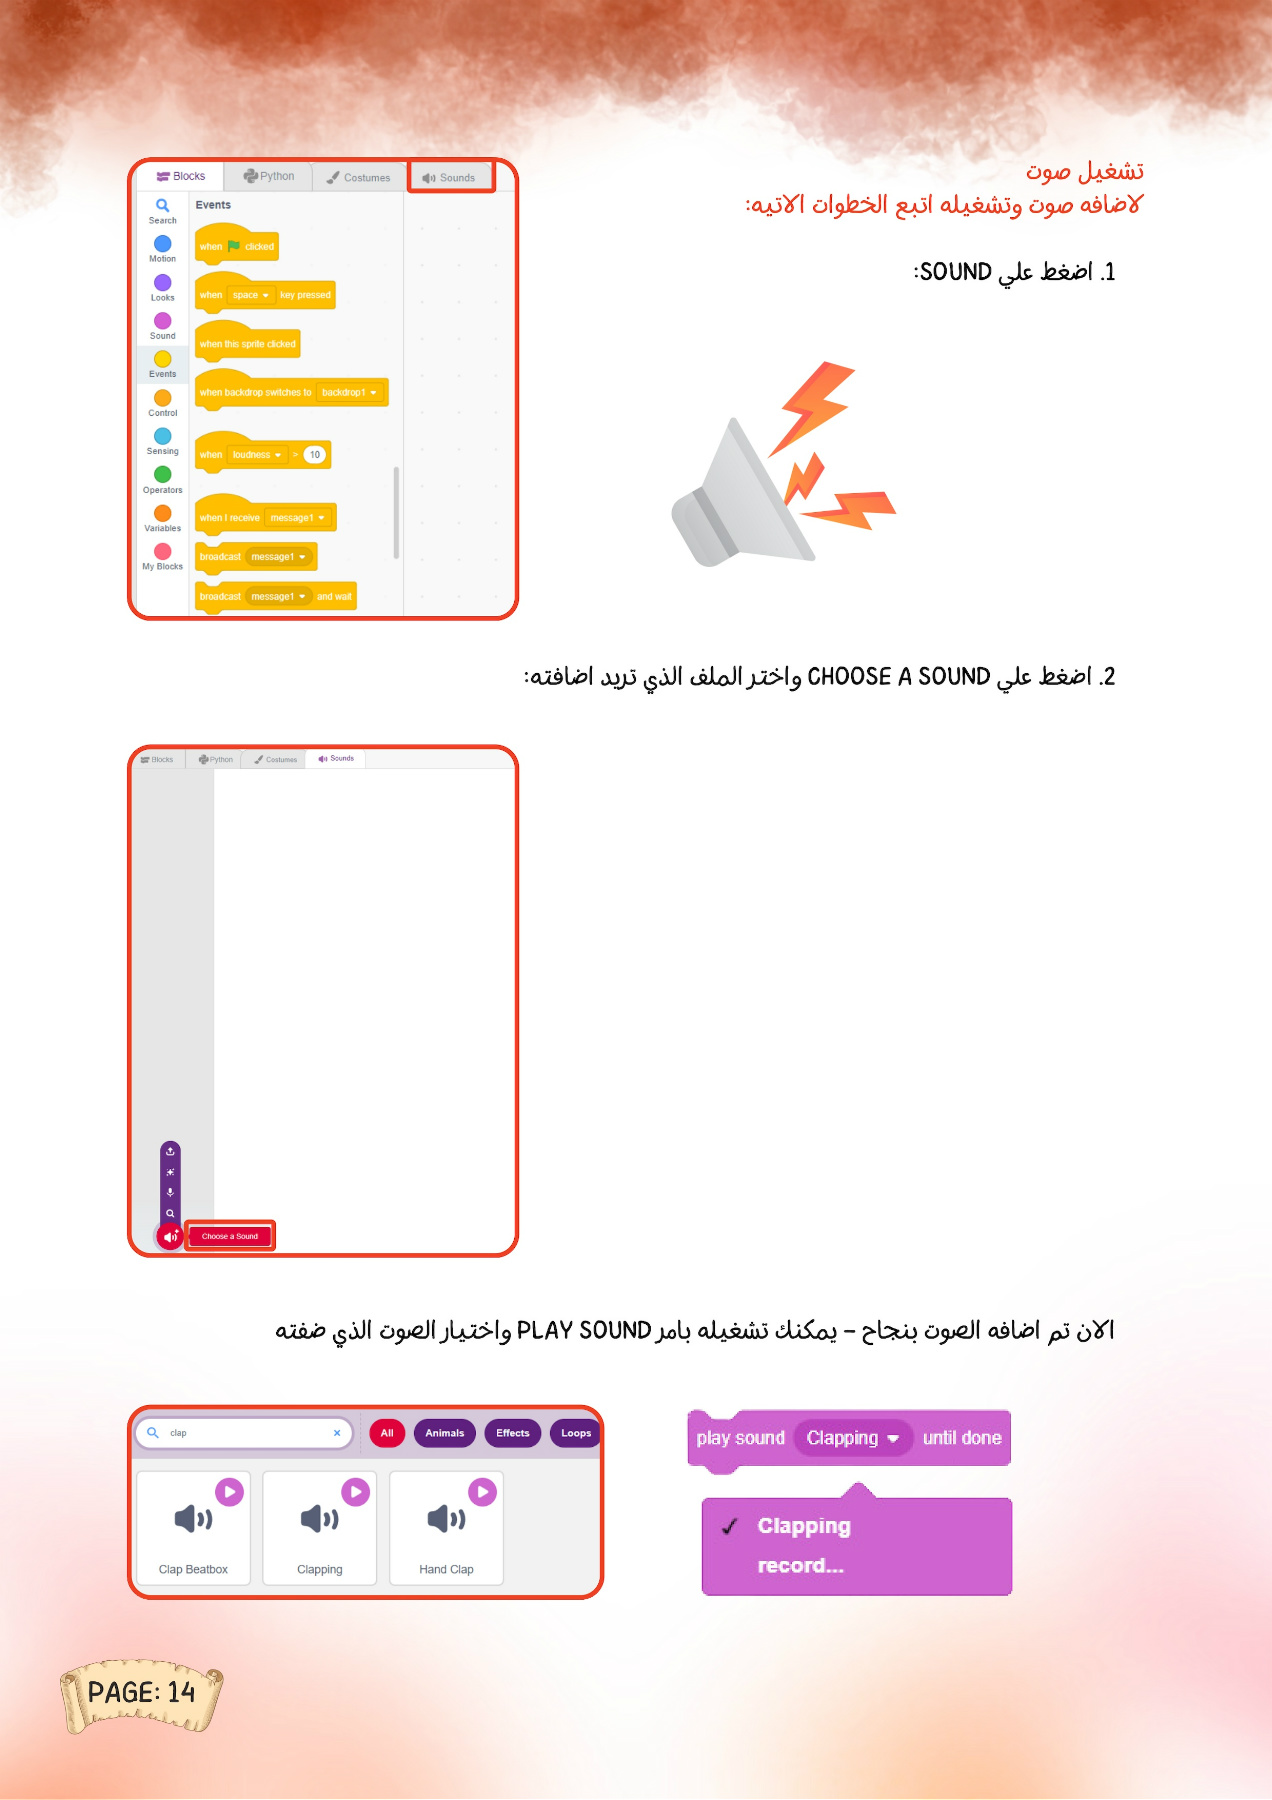 تشغيل صوت
لاضافه صوت وتشغيله اتبع الخطوات الاتيه:
1. اضغط علي SOUND:
Blocks
Python
Costumes
Sounds
Search
Motion
Looks
Sound
Events
Control
Sensing
Operators
Variables
My Blocks
Events
when clicked
when space key pressed
when this sprite clicked
when backdrop switches to backdrop1
when loudness > 10
when I receive message1
broadcast message1
broadcast message1 and wait
2. اضغط علي CHOOSE A SOUND واختر الملف الذي تريد اضافته:
Blocks
Python
Costumes
Sounds
Choose a Sound
الان تم اضافه الصوت بنجاح – يمكنك تشغيله بامر PLAY SOUND واختيار الصوت الذي ضفته
clap
All
Animals
Effects
Loops
Clap Beatbox
Clapping
Hand Clap
play sound Clapping until done
✓ Clapping
record...
PAGE: 14